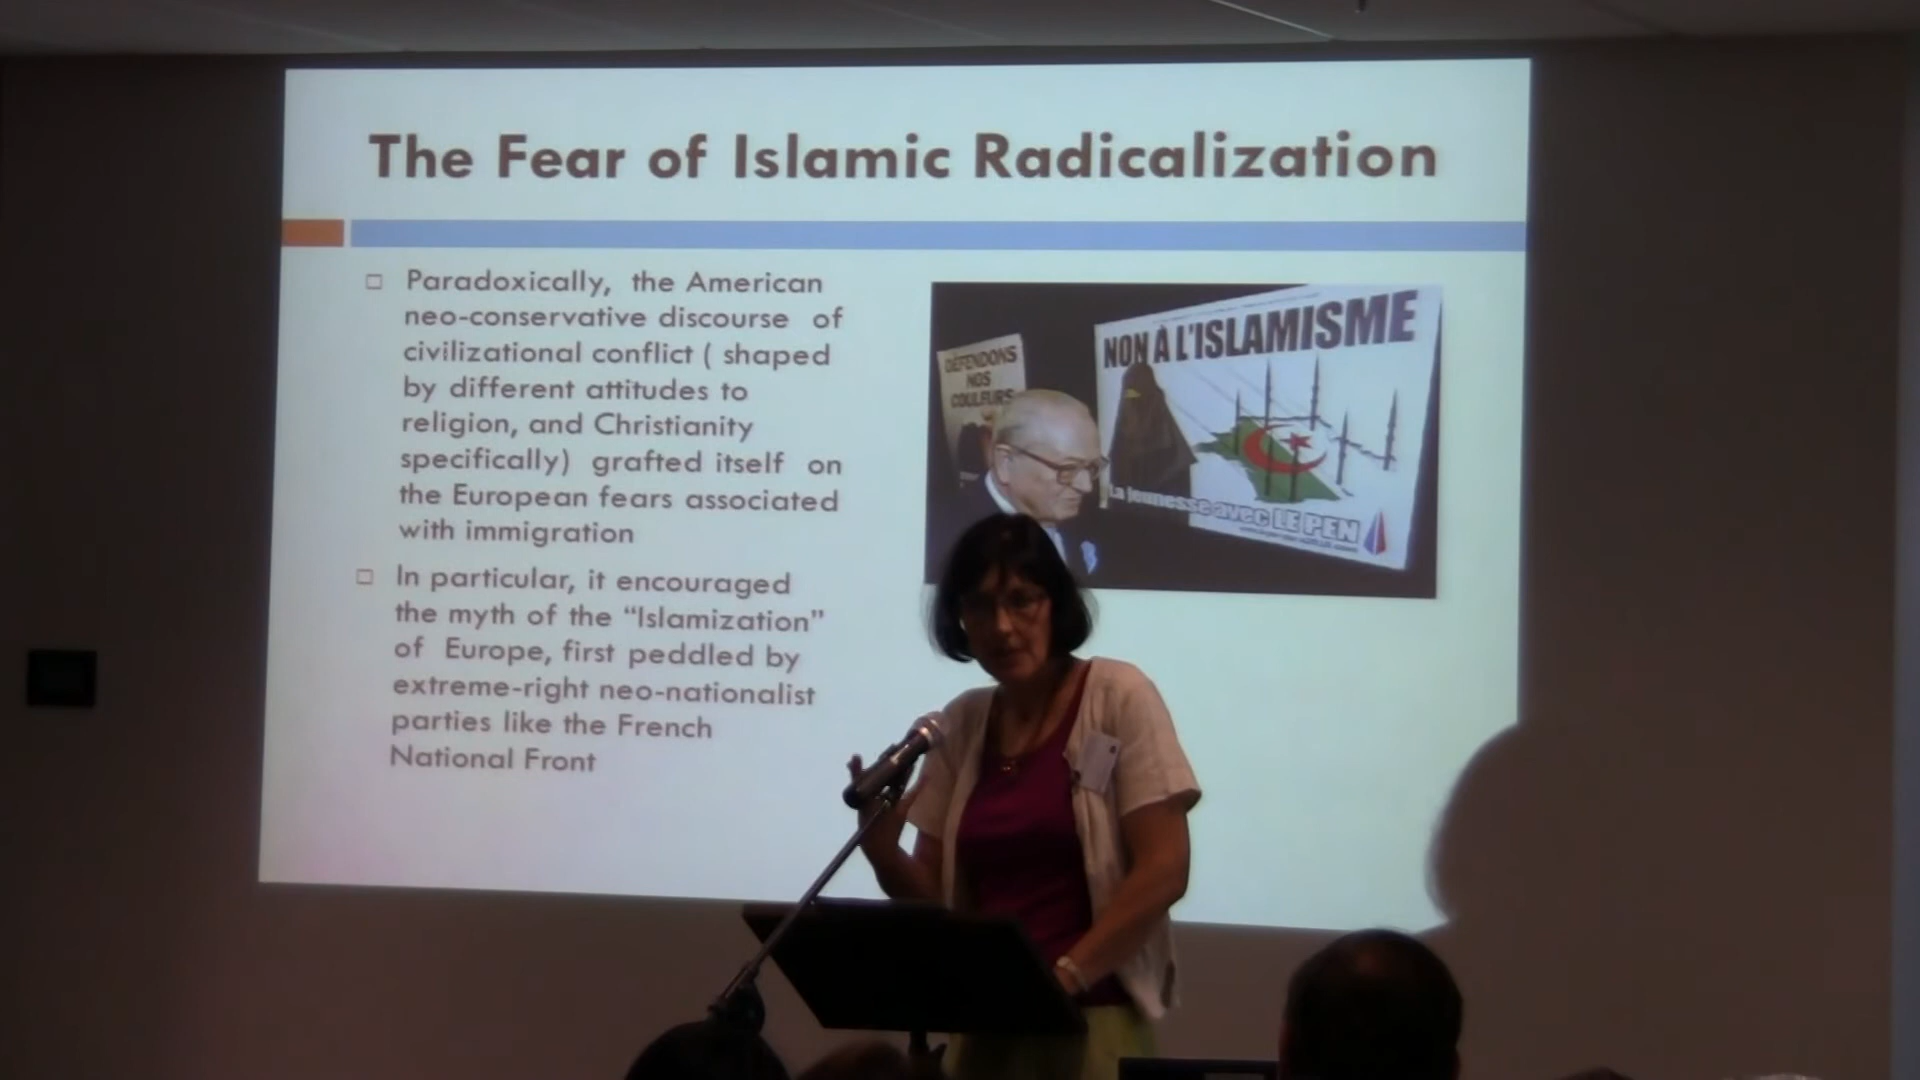 The Fear of Islamic Radicalization
Paradoxically, the American
neo-conservative discourse of
civilizational conflict ( shaped
by different attitudes to
religion, and Christianity
specifically) grafted itself on
the European fears associated
with immigration
In particular, it encouraged
the myth of the “Islamization”
of Europe, first peddled by
extreme-right neo-nationalist
parties like the French
National Front
DÉFENDONS
NOS
COULEURS
NON À L'ISLAMISME
La jeunesse avec LE PEN